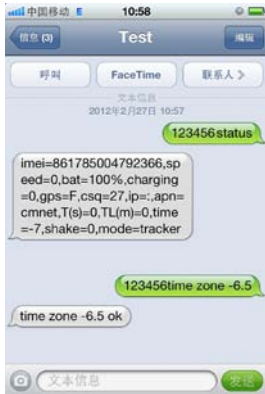 中国移动 E 10:58
信息 (3) Test 编辑
呼叫 FaceTime 联系人
文本信息
2012年2月27日 10:57
123456status
imei=861785004792366,sp
eed=0,bat=100%,charging
=0,gps=F,csq=27,ip=:,apn=
cmnet,T(s)=0,TL(m)=0,time
=-7,shake=0,mode=tracker
123456time zone -6.5
time zone -6.5 ok
文本信息 发送